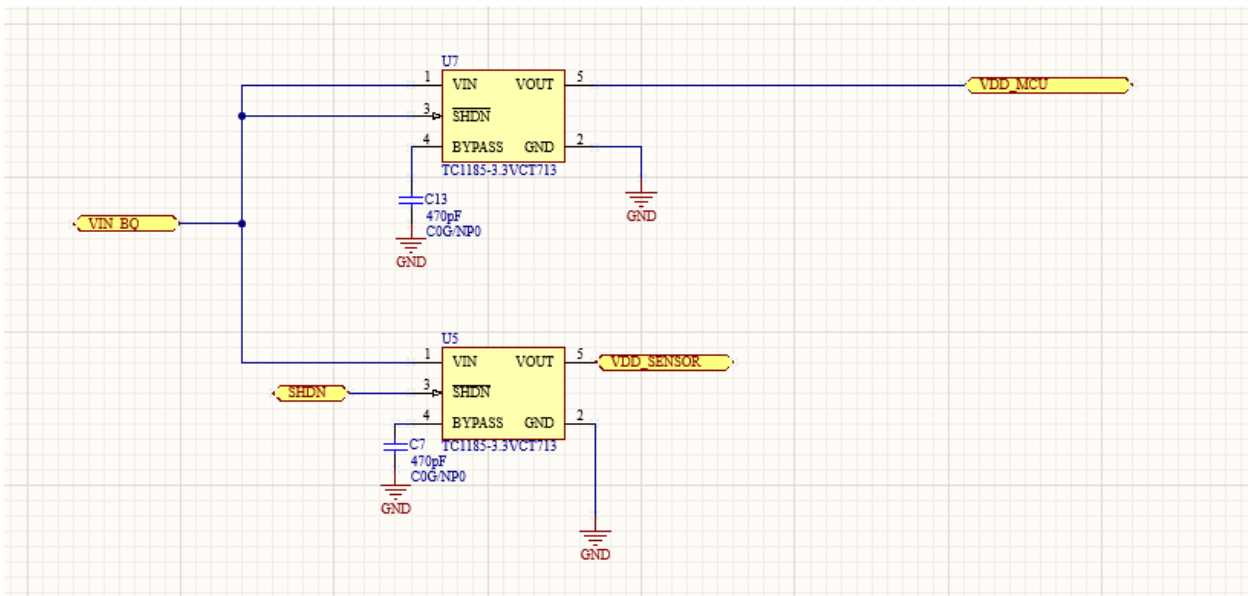 U7
1 VIN VOUT 5
VDD_MCU
3 SHDN
4 BYPASS GND 2
TC1185-3.3VCT713
C13
470pF
C0G/NP0
GND
GND
VIN_BQ
U5
1 VIN VOUT 5
VDD_SENSOR
SHDN
3 SHDN
4 BYPASS GND 2
TC1185-3.3VCT713
C7
470pF
C0G/NP0
GND
GND